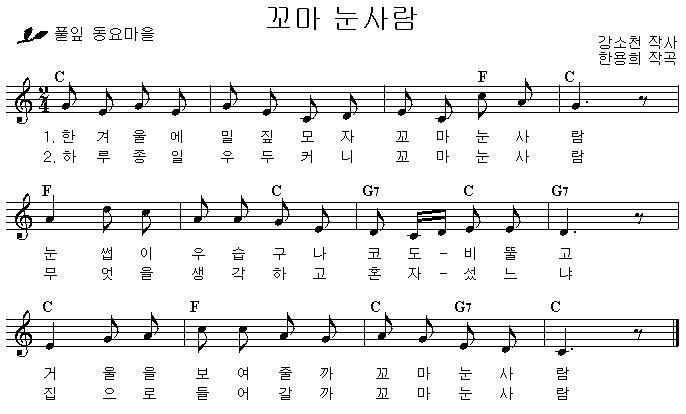 꼬마 눈사람
풀잎 동요마을
강소천 작사
한용희 작곡
C F C
2/4
1. 한 겨 울 에 밀 짚 모 자 꼬 마 눈 사 람
2. 하 루 종 일 우 두 커 니 꼬 마 눈 사 람
F C G7 C G7
눈 썹 이 우 습 구 나 코 도 - 비 뚤 고
무 엇 을 생 각 하 고 혼 자 - 섰 느 냐
C F C G7 C
거 울 을 보 여 줄 까 꼬 마 눈 사 람
집 으 로 들 어 갈 까 꼬 마 눈 사 람